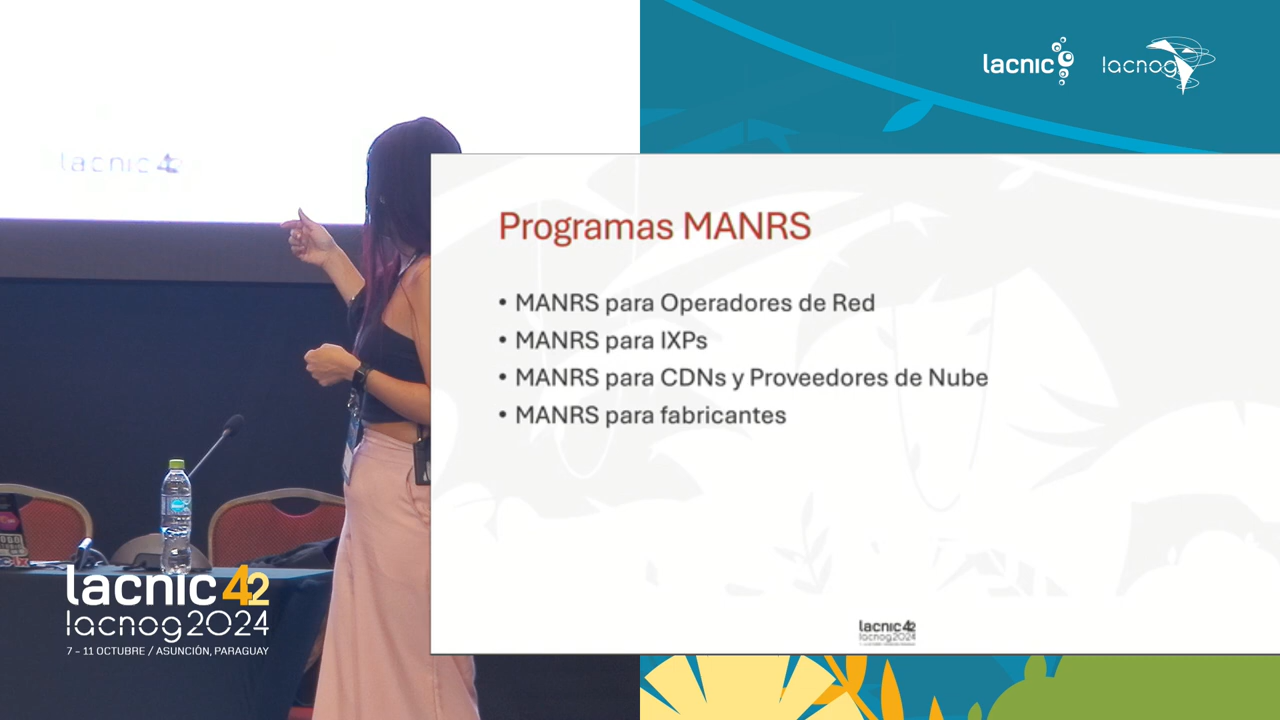 lacnic
lacnog
lacnic42
Programas MANRS
• MANRS para Operadores de Red
• MANRS para IXPs
• MANRS para CDNs y Proveedores de Nube
• MANRS para fabricantes
lacnic42
lacnog2024
lacnic42
lacnog2024
7 - 11 OCTUBRE / ASUNCIÓN, PARAGUAY